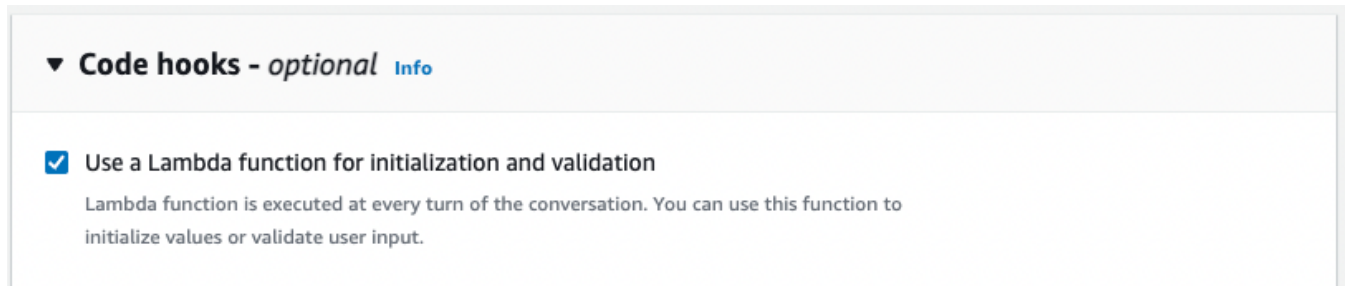 Code hooks - optional Info
Use a Lambda function for initialization and validation
Lambda function is executed at every turn of the conversation. You can use this function to
initialize values or validate user input.